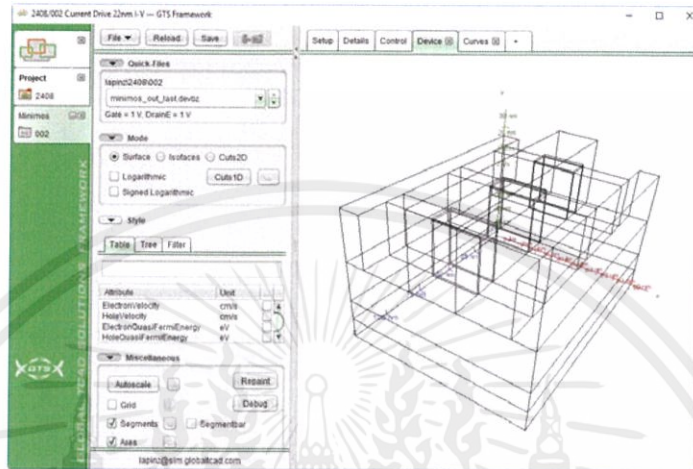 2408/002 Current Drive 22nm I-V — GTS Framework
File Reload Save
Setup Details Control Device Curves
Quick-Files
Project
lapinz\2408\002
2408
minimos_out_last.devbz
Minimos
Gate = 1 V, DrainE = 1 V
002
Mode
Surface Isofaces Cuts2D
Logarithmic Cuts1D
Signed Logarithmic
Style
Table Tree Filter
Attribute Unit
ElectronVelocity cm/s
HoleVelocity cm/s
ElectronQuasiFermiEnergy eV
HoleQuasiFermiEnergy eV
Miscellaneous
Autoscale Repaint
Grid Debug
Segments Segmentbar
Axes
lapinz@sim.globaltcad.com
GTS
GLOBAL TCAD SOLUTIONS FRAMEWORK